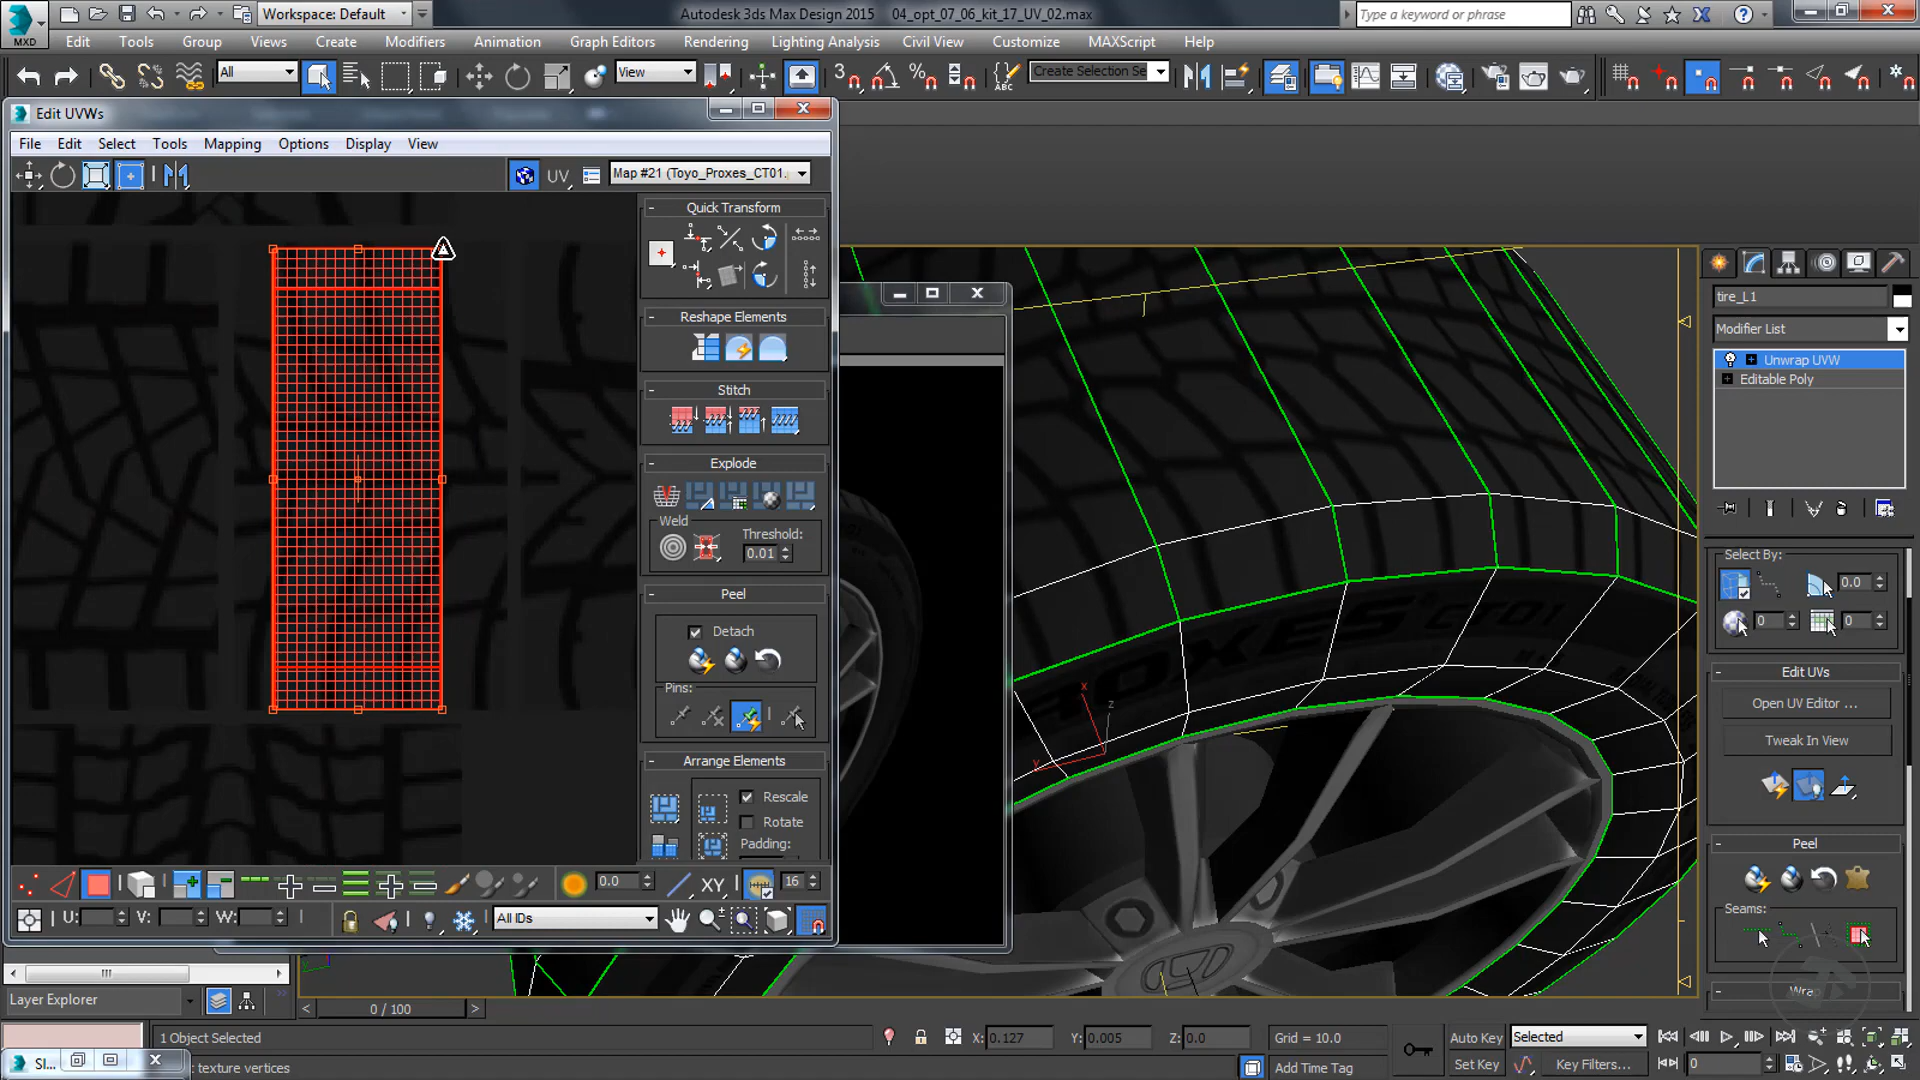 Workspace: Default
Autodesk 3ds Max Design 2015    04_opt_07_06_kit_17_UV_02.max
Type a keyword or phrase
MXD
Edit Tools Group Views Create Modifiers Animation Graph Editors Rendering Lighting Analysis Civil View Customize MAXScript Help
All
View
3
ABC
Create Selection Se
Edit UVWs
File Edit Select Tools Mapping Options Display View
UV
Map #21 (Toyo_Proxes_CT01.
Quick Transform
Reshape Elements
Stitch
Explode
Weld
Threshold:
0.01
Peel
Detach
Pins:
Arrange Elements
Rescale
Rotate
Padding:
0.0
XY
16
U:
V:
W:
All IDs
x
z
y
CT01
tire_L1
Modifier List
Unwrap UVW
Editable Poly
Select By:
0.0
0
0
Edit UVs
Open UV Editor ...
Tweak In View
Peel
Seams:
Wrap
Layer Explorer
0 / 100
1 Object Selected
X: 0.127
Y: 0.005
Z: 0.0
Grid = 10.0
Auto Key
Selected
Sl...
texture vertices
Add Time Tag
Set Key
Key Filters...
0